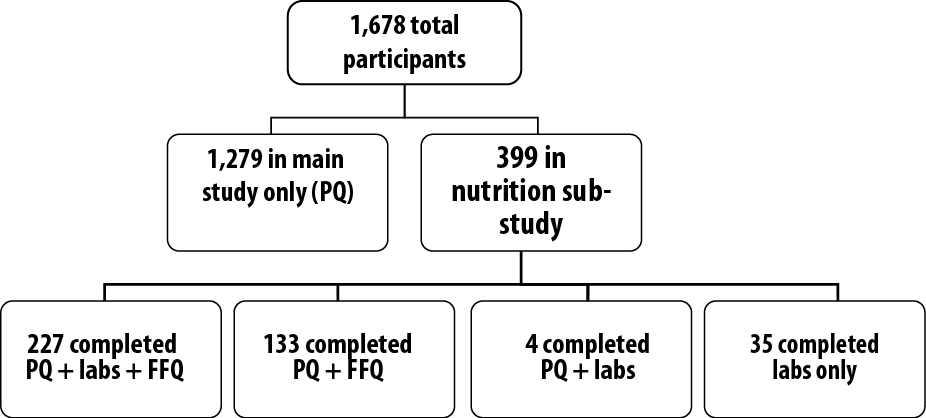 1,678 total
participants
1,279 in main
study only (PQ)
399 in
nutrition sub-
study
227 completed
PQ + labs + FFQ
133 completed
PQ + FFQ
4 completed
PQ + labs
35 completed
labs only